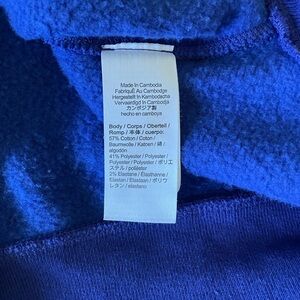 Made In Cambodia
Fabriqué Au Cambodge
Hergestellt In Kambodscha
Vervaardigd In Cambodja
カンボジア製
hecho en camboya
Body / Corps / Oberteil /
Romp / 本体 / cuerpo:
57% Cotton / Coton /
Baumwolle / Katoen / 綿 /
algodón
41% Polyester / Polyester /
Polyester / Polyester / ポリエ
ステル / poliéster
2% Elastane / Élasthanne /
Elastan / Elastaan / ポリウ
レタン / elastano